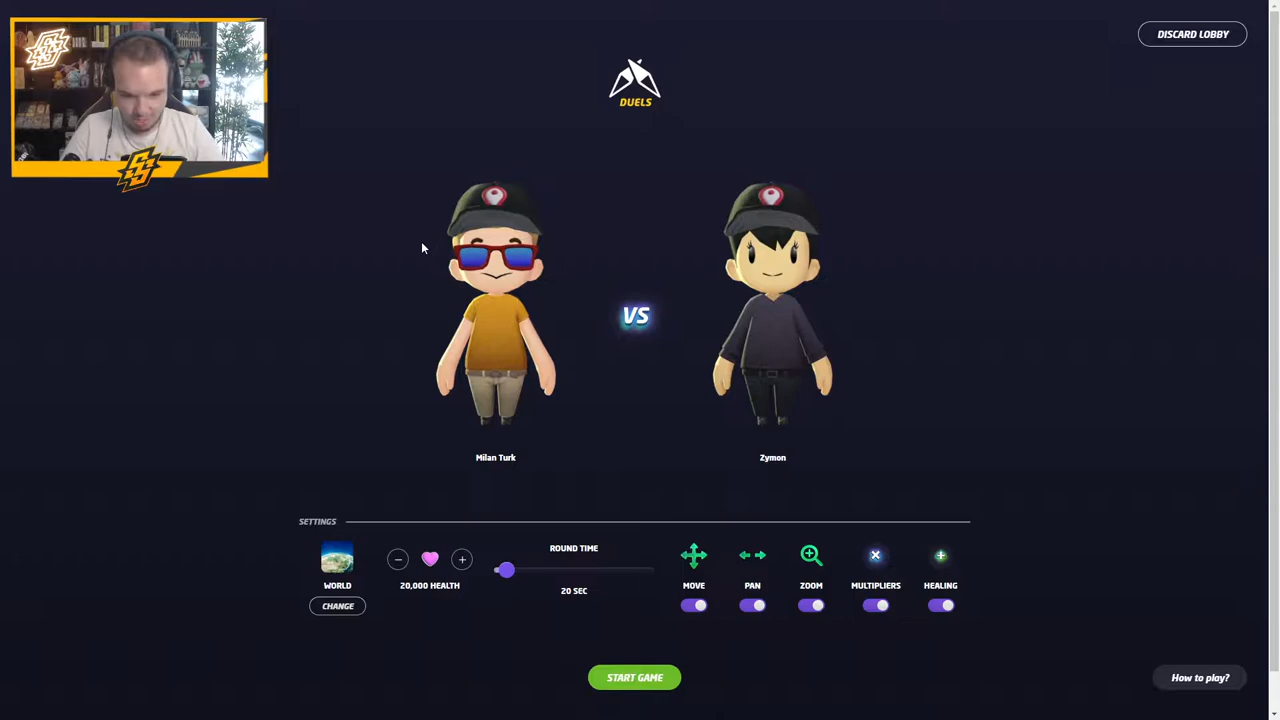 DISCARD LOBBY
DUELS
VS
Milan Turk
Zymon
SETTINGS
WORLD
CHANGE
20,000 HEALTH
ROUND TIME
20 SEC
MOVE
PAN
ZOOM
MULTIPLIERS
HEALING
START GAME
How to play?